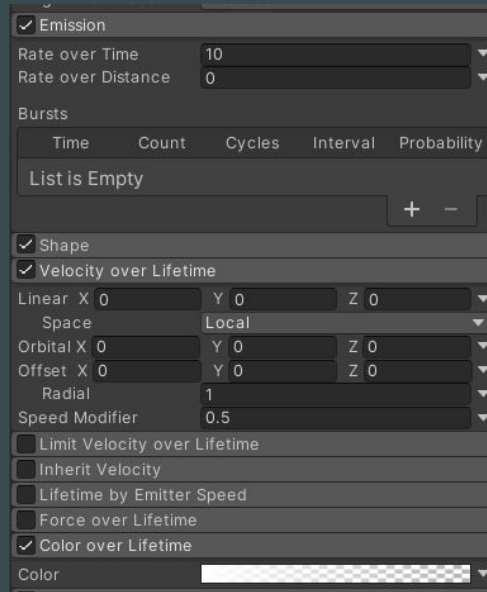 Emission
Rate over Time 10
Rate over Distance 0
Bursts
Time Count Cycles Interval Probability
List is Empty
+ −
Shape
Velocity over Lifetime
Linear X 0 Y 0 Z 0
Space Local
Orbital X 0 Y 0 Z 0
Offset X 0 Y 0 Z 0
Radial 1
Speed Modifier 0.5
Limit Velocity over Lifetime
Inherit Velocity
Lifetime by Emitter Speed
Force over Lifetime
Color over Lifetime
Color